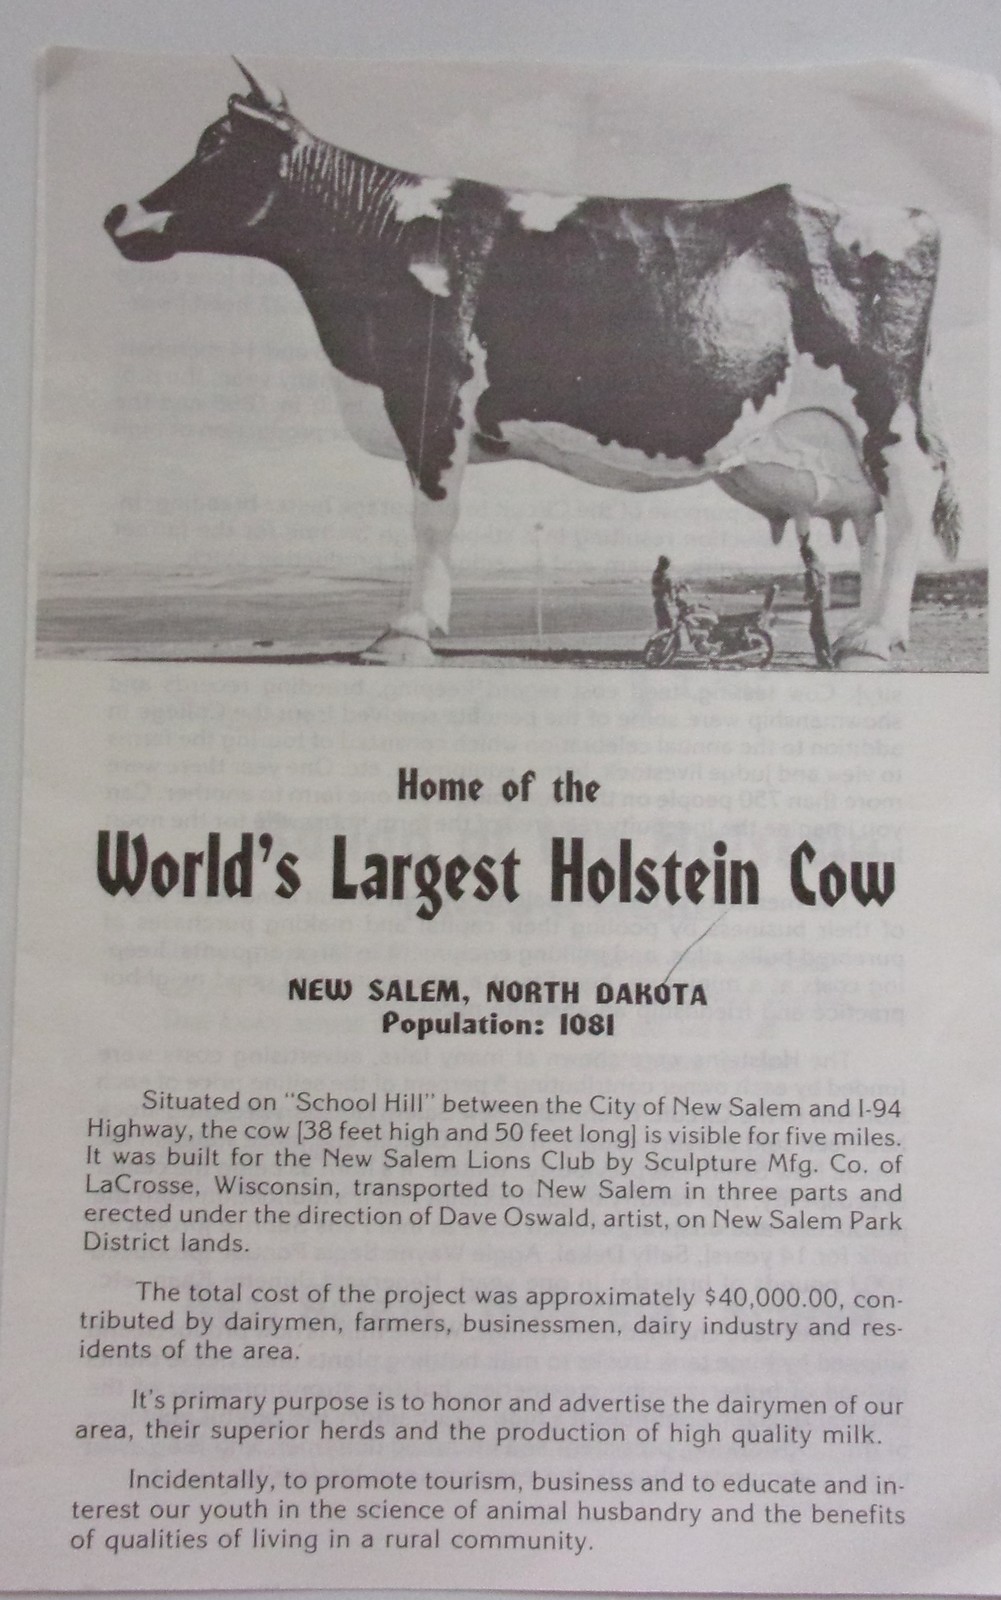 Home of the
World's Largest Holstein Cow
NEW SALEM, NORTH DAKOTA
Population: 1081
Situated on "School Hill" between the City of New Salem and I-94
Highway, the cow [38 feet high and 50 feet long] is visible for five miles.
It was built for the New Salem Lions Club by Sculpture Mfg. Co. of
LaCrosse, Wisconsin, transported to New Salem in three parts and
erected under the direction of Dave Oswald, artist, on New Salem Park
District lands.
The total cost of the project was approximately $40,000.00, con-
tributed by dairymen, farmers, businessmen, dairy industry and res-
idents of the area.
It's primary purpose is to honor and advertise the dairymen of our
area, their superior herds and the production of high quality milk.
Incidentally, to promote tourism, business and to educate and in-
terest our youth in the science of animal husbandry and the benefits
of qualities of living in a rural community.